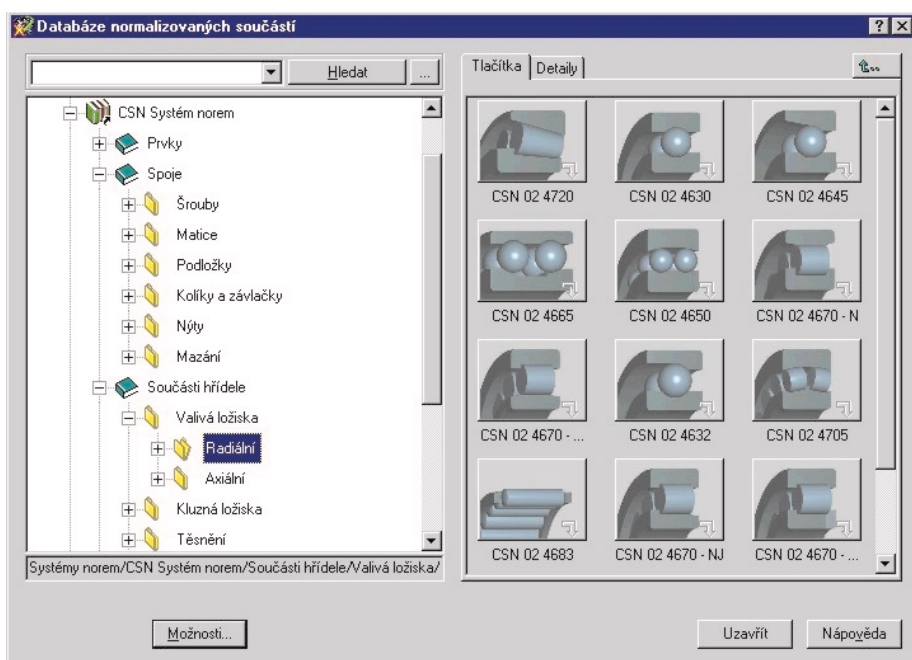 Databáze normalizovaných součástí
Hledat
...
CSN Systém norem
Prvky
Spoje
Šrouby
Matice
Podložky
Kolíky a závlačky
Nýty
Mazání
Součásti hřídele
Valivá ložiska
Radiální
Axiální
Kluzná ložiska
Těsnění
Systémy norem/CSN Systém norem/Součásti hřídele/Valivá ložiska/
Tlačítka Detaily
CSN 02 4720 CSN 02 4630 CSN 02 4645
CSN 02 4665 CSN 02 4650 CSN 02 4670 - N
CSN 02 4670 - ... CSN 02 4632 CSN 02 4705
CSN 02 4683 CSN 02 4670 - NJ CSN 02 4670 - ...
Možnosti... Uzavřít Nápověda